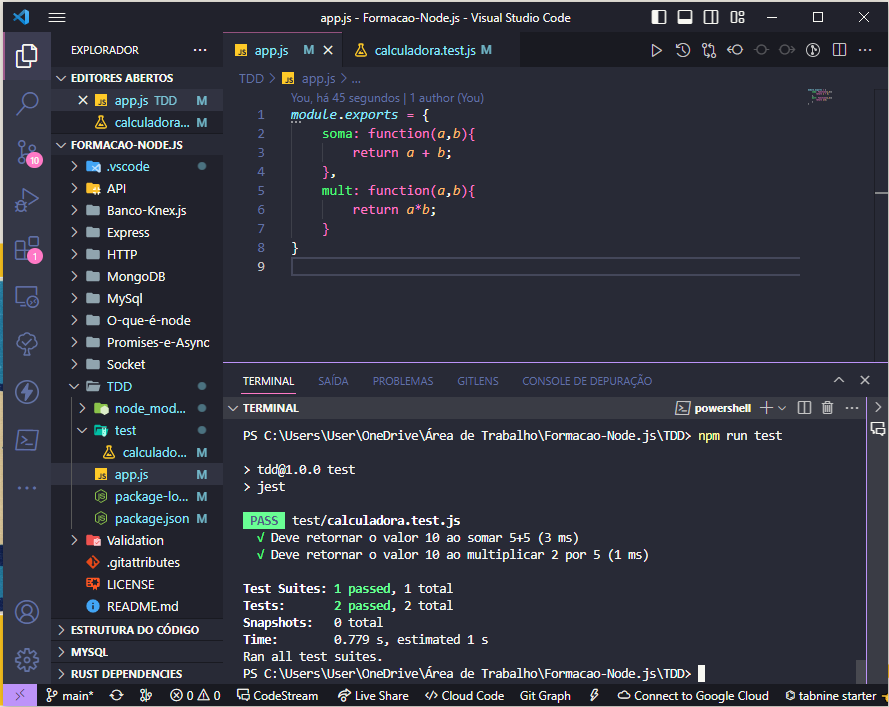 app.js - Formacao-Node.js - Visual Studio Code
EXPLORADOR
EDITORES ABERTOS
app.js TDD M
calculadora... M
FORMACAO-NODE.JS
.vscode
API
Banco-Knex.js
Express
HTTP
MongoDB
MySql
O-que-é-node
Promises-e-Async
Socket
TDD
node_mod...
test
calculado... M
app.js M
package-lo... M
package.json M
Validation
.gitattributes
LICENSE
README.md
ESTRUTURA DO CÓDIGO
MYSQL
RUST DEPENDENCIES
10
1
app.js M
calculadora.test.js M
TDD > app.js > ...
You, há 45 segundos | 1 author (You)
1 module.exports = {
2 soma: function(a,b){
3 return a + b;
4 },
5 mult: function(a,b){
6 return a*b;
7 }
8 }
9
TERMINAL SAÍDA PROBLEMAS GITLENS CONSOLE DE DEPURAÇÃO
TERMINAL
powershell
PS C:\Users\User\OneDrive\Área de Trabalho\Formacao-Node.js\TDD> npm run test
> tdd@1.0.0 test
> jest
PASS test/calculadora.test.js
√ Deve retornar o valor 10 ao somar 5+5 (3 ms)
√ Deve retornar o valor 10 ao multiplicar 2 por 5 (1 ms)
Test Suites: 1 passed, 1 total
Tests: 2 passed, 2 total
Snapshots: 0 total
Time: 0.779 s, estimated 1 s
Ran all test suites.
PS C:\Users\User\OneDrive\Área de Trabalho\Formacao-Node.js\TDD>
main* 0 0 CodeStream Live Share Cloud Code Git Graph Connect to Google Cloud tabnine starter